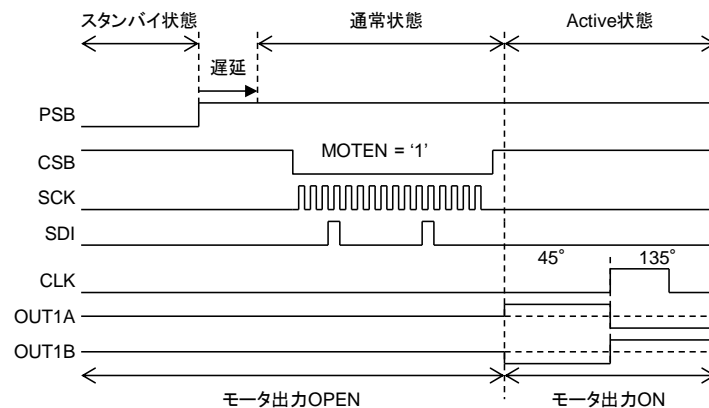 スタンバイ状態 通常状態 Active状態
遅延
PSB
CSB MOTEN = ‘1’
SCK
SDI
45° 135°
CLK
OUT1A
OUT1B
モータ出力OPEN モータ出力ON